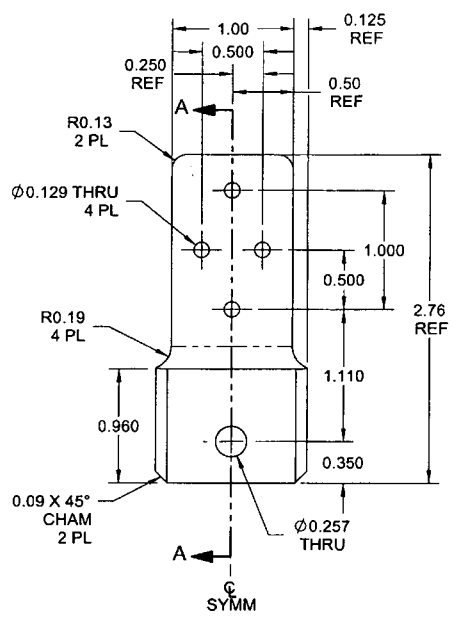 1.00
0.125
REF
0.500
0.250
REF
0.50
REF
A
R0.13
2 PL
Ø0.129 THRU
4 PL
1.000
0.500
2.76
REF
R0.19
4 PL
1.110
0.960
0.350
0.09 X 45°
CHAM
2 PL
Ø0.257
THRU
A
℄
SYMM